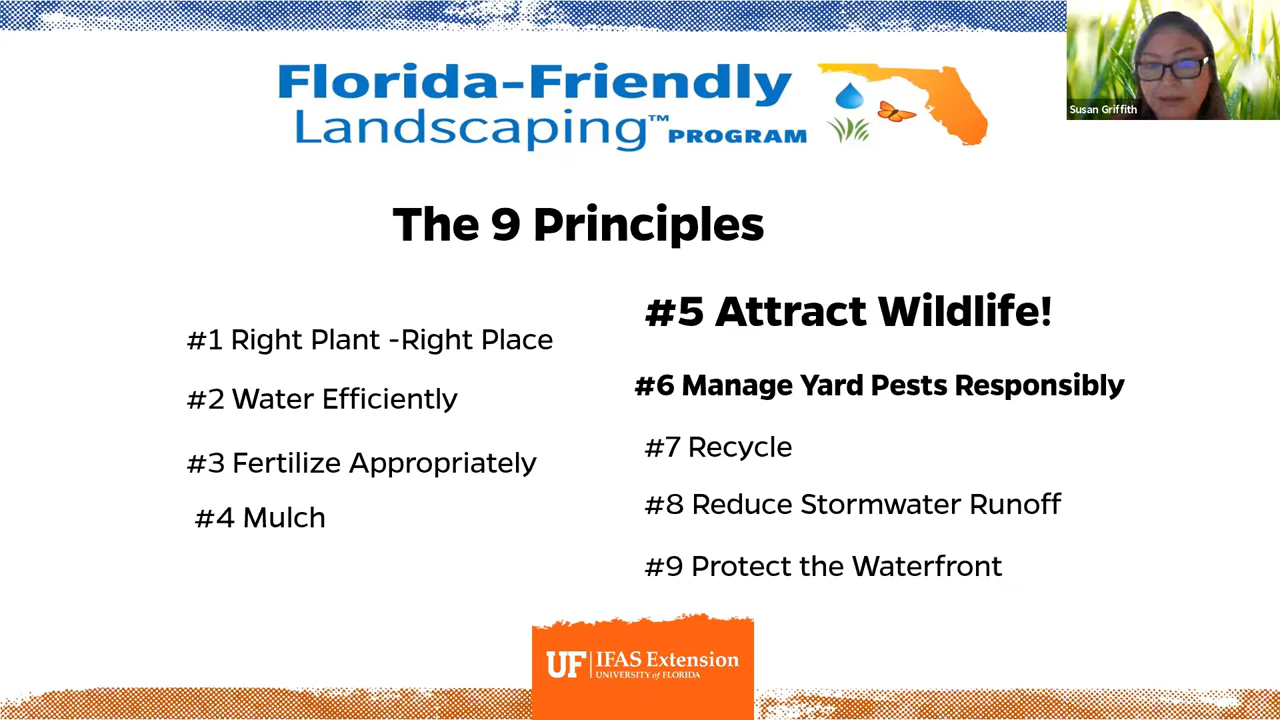 Florida-Friendly
Landscaping™ PROGRAM
Susan Griffith
The 9 Principles
#1 Right Plant -Right Place
#2 Water Efficiently
#3 Fertilize Appropriately
#4 Mulch
#5 Attract Wildlife!
#6 Manage Yard Pests Responsibly
#7 Recycle
#8 Reduce Stormwater Runoff
#9 Protect the Waterfront
UF | IFAS Extension
UNIVERSITY of FLORIDA